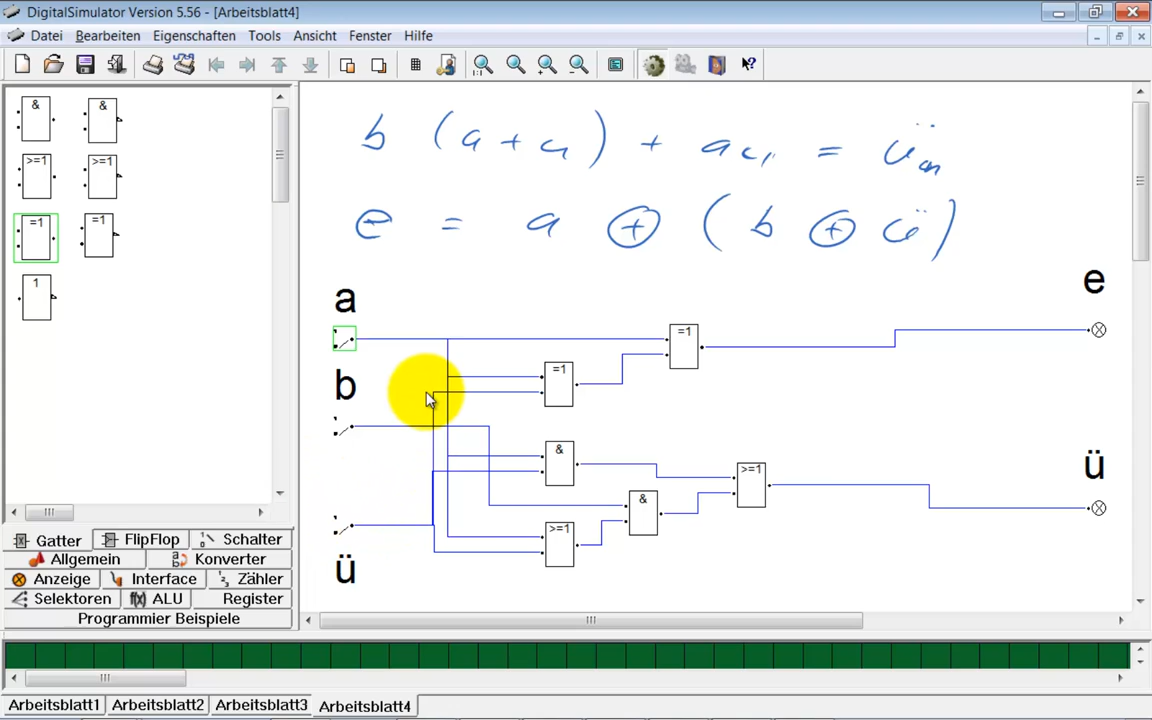 DigitalSimulator Version 5.56 - [Arbeitsblatt4]
Datei Bearbeiten Eigenschaften Tools Ansicht Fenster Hilfe
& &
>=1 >=1
=1 =1
1
b (a + ü) + aü = ü
e = a ⊕ (b ⊕ ü)
a
e
=1
b
=1
&
>=1
ü
&
>=1
ü
Gatter FlipFlop Schalter
Allgemein Konverter
Anzeige Interface Zähler
Selektoren ALU Register
Programmier Beispiele
Arbeitsblatt1 Arbeitsblatt2 Arbeitsblatt3 Arbeitsblatt4